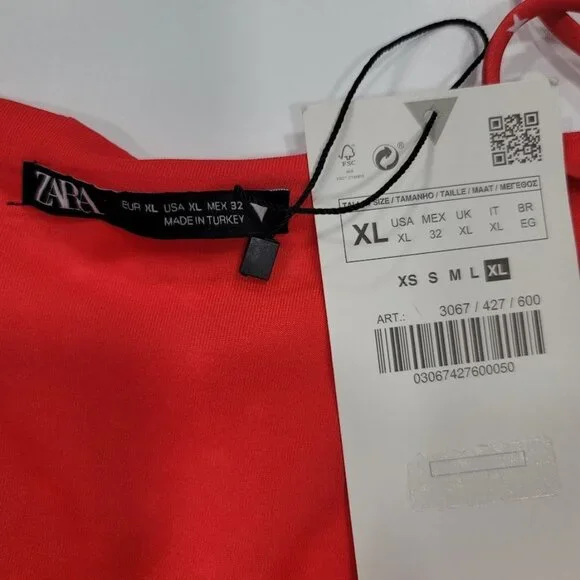 ZARA
EUR XL USA XL MEX 32
MADE IN TURKEY
FSC
SIZE / TAMANHO / TAILLE / MAAT / ΜΕΓΕΘΟΣ
XL USA MEX UK IT BR
XL 32 XL XL EG
XS S M L XL
ART.: 3067 / 427 / 600
03067427600050